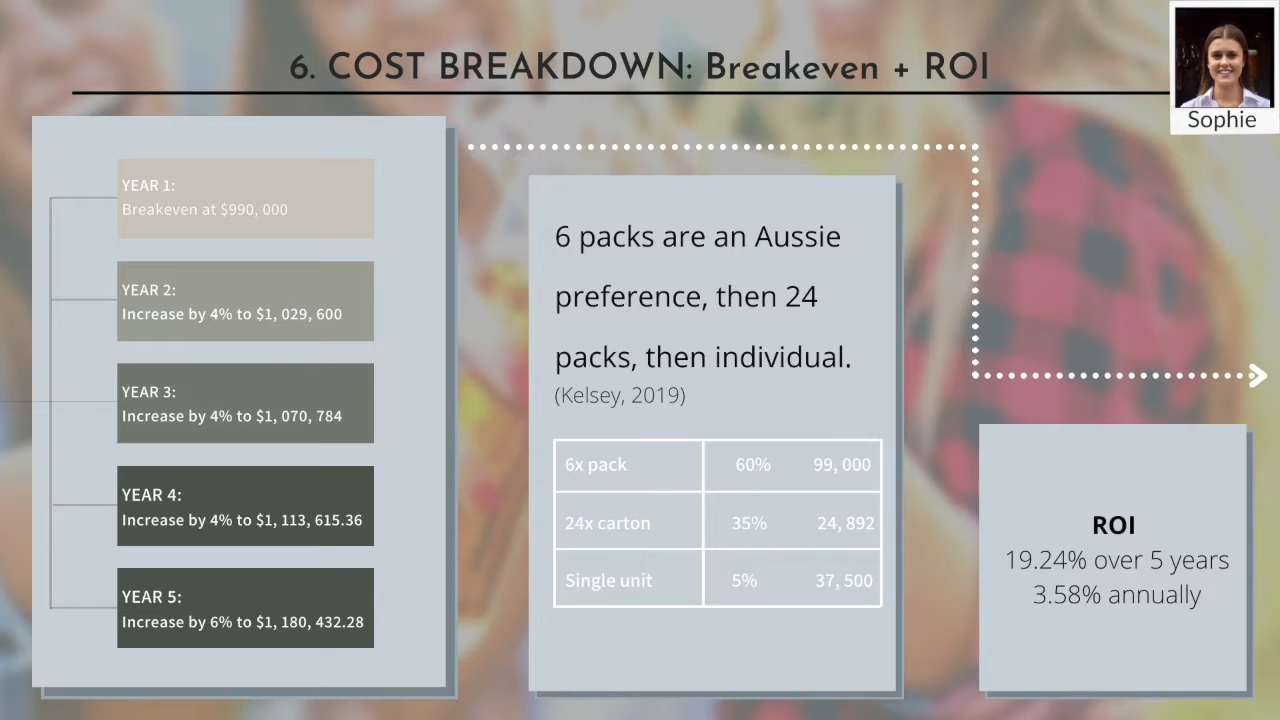 6. COST BREAKDOWN: Breakeven + ROI
Sophie
YEAR 1:
Breakeven at $990, 000
YEAR 2:
Increase by 4% to $1, 029, 600
YEAR 3:
Increase by 4% to $1, 070, 784
YEAR 4:
Increase by 4% to $1, 113, 615.36
YEAR 5:
Increase by 6% to $1, 180, 432.28
6 packs are an Aussie
preference, then 24
packs, then individual.
(Kelsey, 2019)
6x pack 60% 99, 000
24x carton 35% 24, 892
Single unit 5% 37, 500
ROI
19.24% over 5 years
3.58% annually